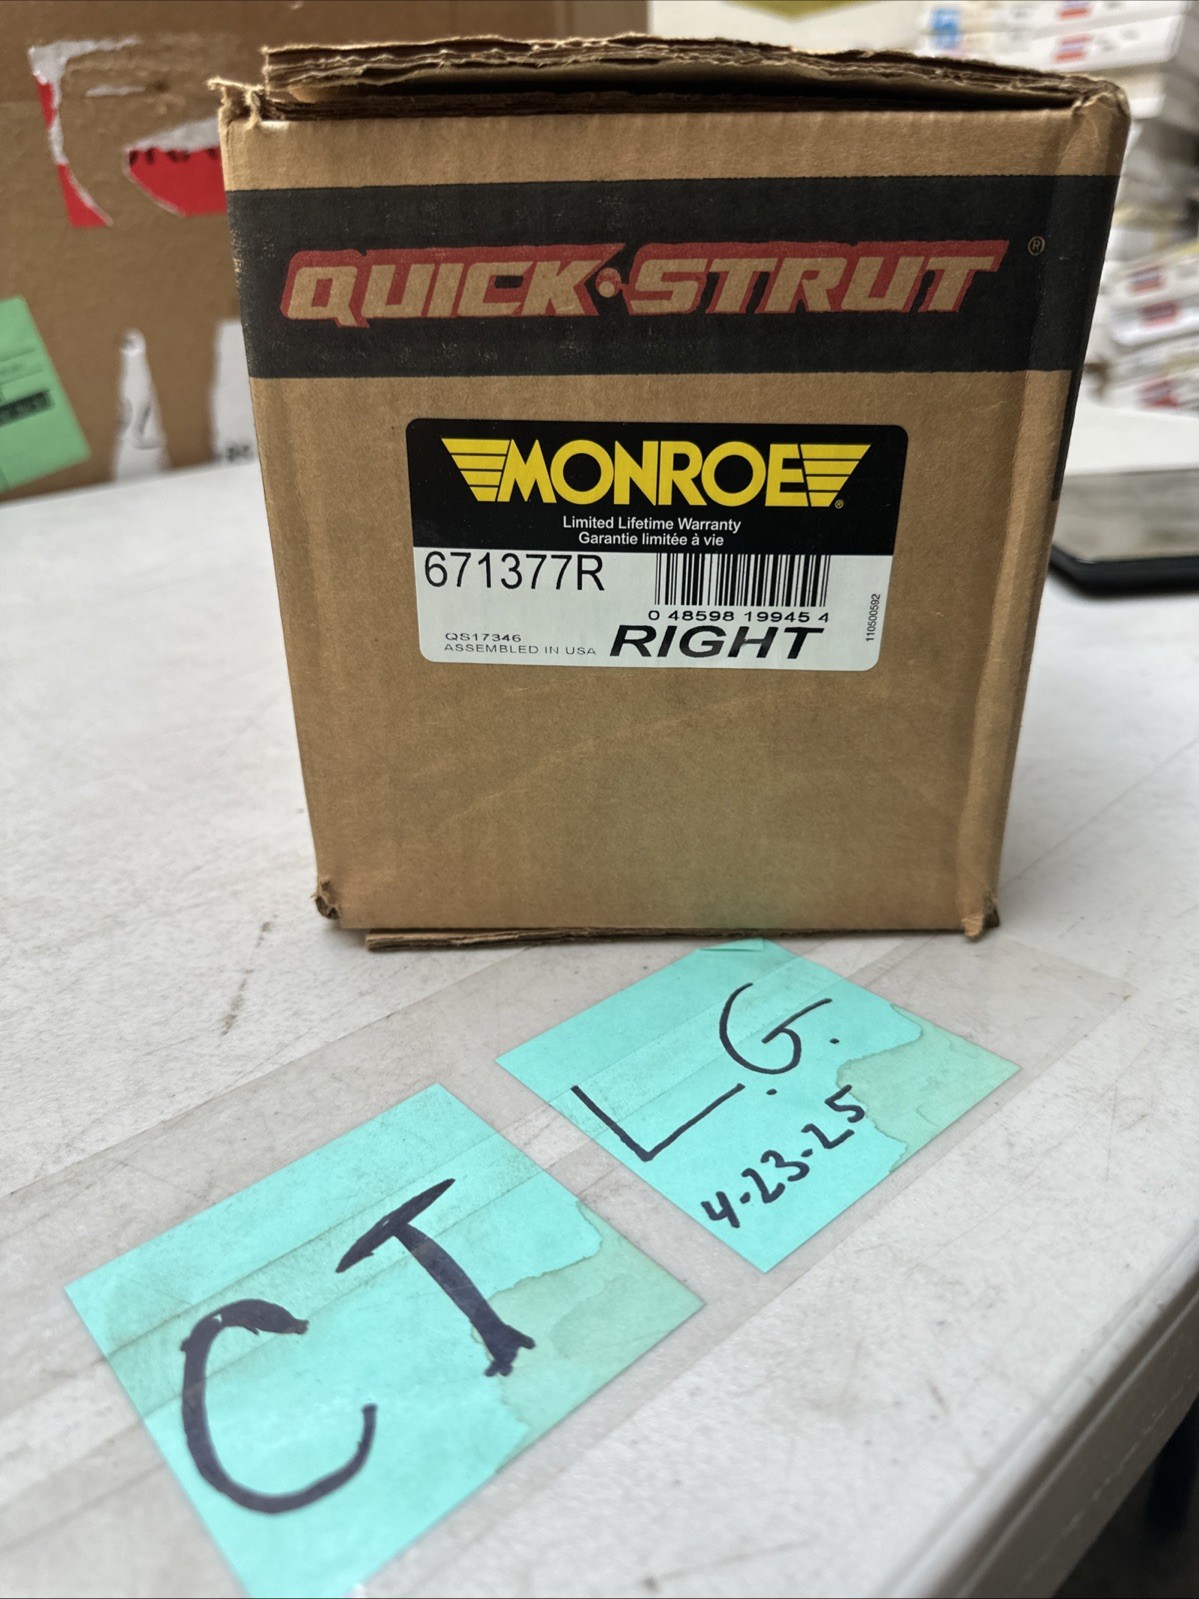 QUICK·STRUT®
MONROE®
Limited Lifetime Warranty
Garantie limitée à vie
671377R
0 48598 19945 4
QS17346
ASSEMBLED IN USA
RIGHT
110500592
L.G.
4-23-25
CT